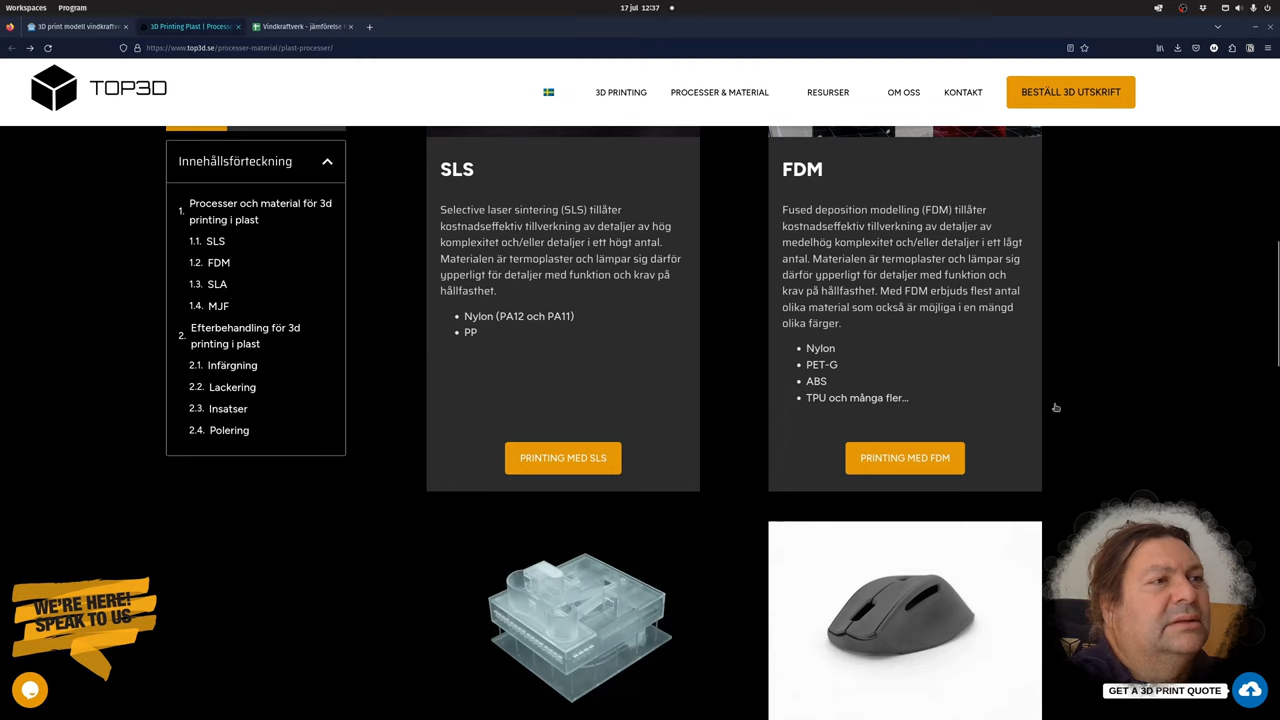 Workspaces Program
17 jul 12:37
3D print modell vindkraftve
3D Printing Plast | Processe
Vindkraftverk - jämförelse
https://www.top3d.se/processer-material/plast-processer/
TOP3D
3D PRINTING
PROCESSER & MATERIAL
RESURSER
OM OSS
KONTAKT
BESTÄLL 3D UTSKRIFT
Innehållsförteckning
1. Processer och material för 3d
printing i plast
1.1. SLS
1.2. FDM
1.3. SLA
1.4. MJF
2. Efterbehandling för 3d
printing i plast
2.1. Infärgning
2.2. Lackering
2.3. Insatser
2.4. Polering
SLS
Selective laser sintering (SLS) tillåter
kostnadseffektiv tillverkning av detaljer av hög
komplexitet och/eller detaljer i ett högt antal.
Materialen är termoplaster och lämpar sig därför
ypperligt för detaljer med funktion och krav på
hållfasthet.
• Nylon (PA12 och PA11)
• PP
PRINTING MED SLS
FDM
Fused deposition modelling (FDM) tillåter
kostnadseffektiv tillverkning av detaljer av
medelhög komplexitet och/eller detaljer i ett lågt
antal. Materialen är termoplaster och lämpar sig
därför ypperligt för detaljer med funktion och
krav på hållfasthet. Med FDM erbjuds flest antal
olika material som också är möjliga i en mängd
olika färger.
• Nylon
• PET-G
• ABS
• TPU och många fler...
PRINTING MED FDM
WE'RE HERE!
SPEAK TO US
GET A 3D PRINT QUOTE